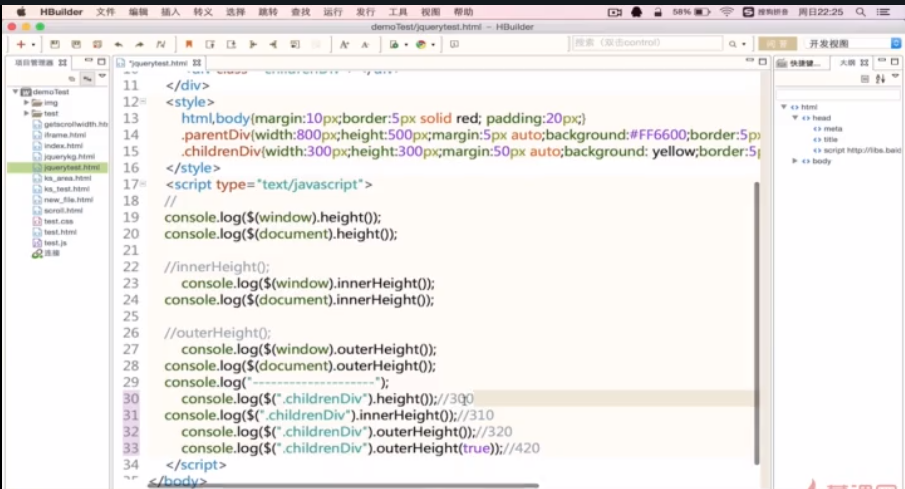 HBuilder 文件 编辑 插入 转义 选择 跳转 查找 运行 发行 工具 视图 帮助 56% 搜狗拼音 周日22:25
demoTest/jquerytest.html — HBuilder
搜索（双击control） 开发视图
项目管理器
*jquerytest.html
快捷键... 大纲
demoTest
img
test
getscrollwidth.ht
iframe.html
index.html
jquerykg.html
jquerytest.html
ks_area.html
ks_test.html
new_file.html
scroll.html
test.css
test.html
test.js
连接
11 </div>
12 <style>
13 html,body{margin:10px;border:5px solid red; padding:20px;}
14 .parentDiv{width:800px;height:500px;margin:5px auto;background:#FF6600;border:5p
15 .childrenDiv{width:300px;height:300px;margin:50px auto;background: yellow;border:5p
16 </style>
17 <script type="text/javascript">
18 //
19 console.log($(window).height());
20 console.log($(document).height());
21
22 //innerHeight();
23 console.log($(window).innerHeight());
24 console.log($(document).innerHeight());
25
26 //outerHeight();
27 console.log($(window).outerHeight());
28 console.log($(document).outerHeight());
29 console.log("--------------------");
30 console.log($(".childrenDiv").height());//300
31 console.log($(".childrenDiv").innerHeight());//310
32 console.log($(".childrenDiv").outerHeight());//320
33 console.log($(".childrenDiv").outerHeight(true));//420
34 </script>
</body>
html
head
meta
title
script http://libs.baid
body